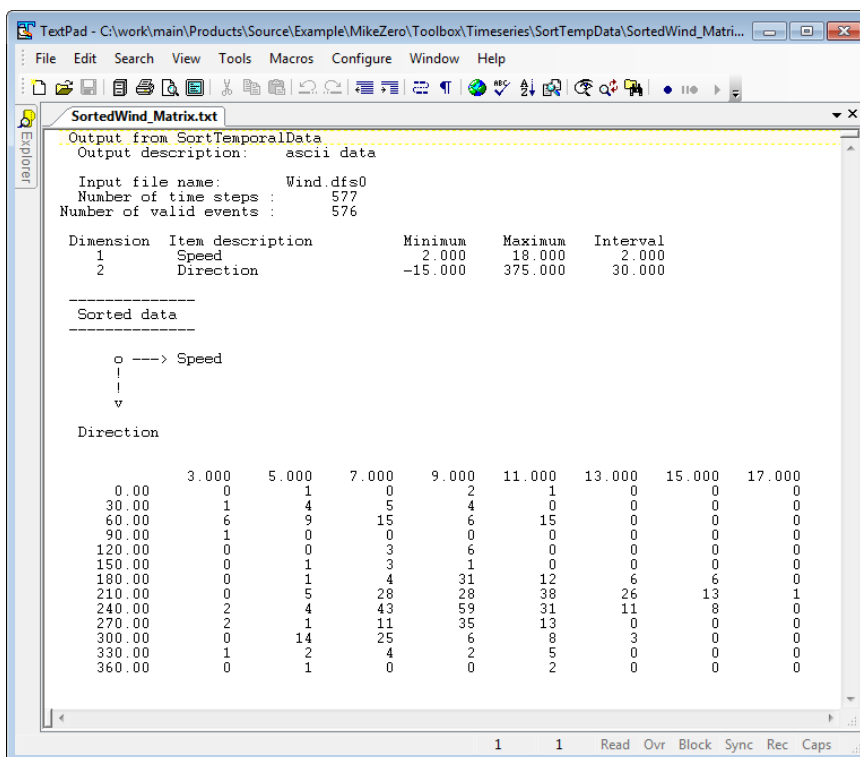 TextPad - C:\work\main\Products\Source\Example\MikeZero\Toolbox\Timeseries\SortTempData\SortedWind_Matri...
File Edit Search View Tools Macros Configure Window Help
SortedWind_Matrix.txt
Explorer
Output from SortTemporalData
Output description: ascii data
Input file name: Wind.dfs0
Number of time steps : 577
Number of valid events : 576
Dimension Item description Minimum Maximum Interval
1 Speed 2.000 18.000 2.000
2 Direction -15.000 375.000 30.000
--------------
Sorted data
--------------
o ---> Speed
!
!
v
Direction
3.000 5.000 7.000 9.000 11.000 13.000 15.000 17.000
0.00 0 1 0 2 1 0 0 0
30.00 1 4 5 4 0 0 0 0
60.00 6 9 15 6 15 0 0 0
90.00 1 0 0 0 0 0 0 0
120.00 0 0 3 6 0 0 0 0
150.00 0 1 3 1 0 0 0 0
180.00 0 1 4 31 12 6 6 0
210.00 0 5 28 28 38 26 13 1
240.00 2 4 43 59 31 11 8 0
270.00 2 1 11 35 13 0 0 0
300.00 0 14 25 6 8 3 0 0
330.00 1 2 4 2 5 0 0 0
360.00 0 1 0 0 2 0 0 0
1 1 Read Ovr Block Sync Rec Caps